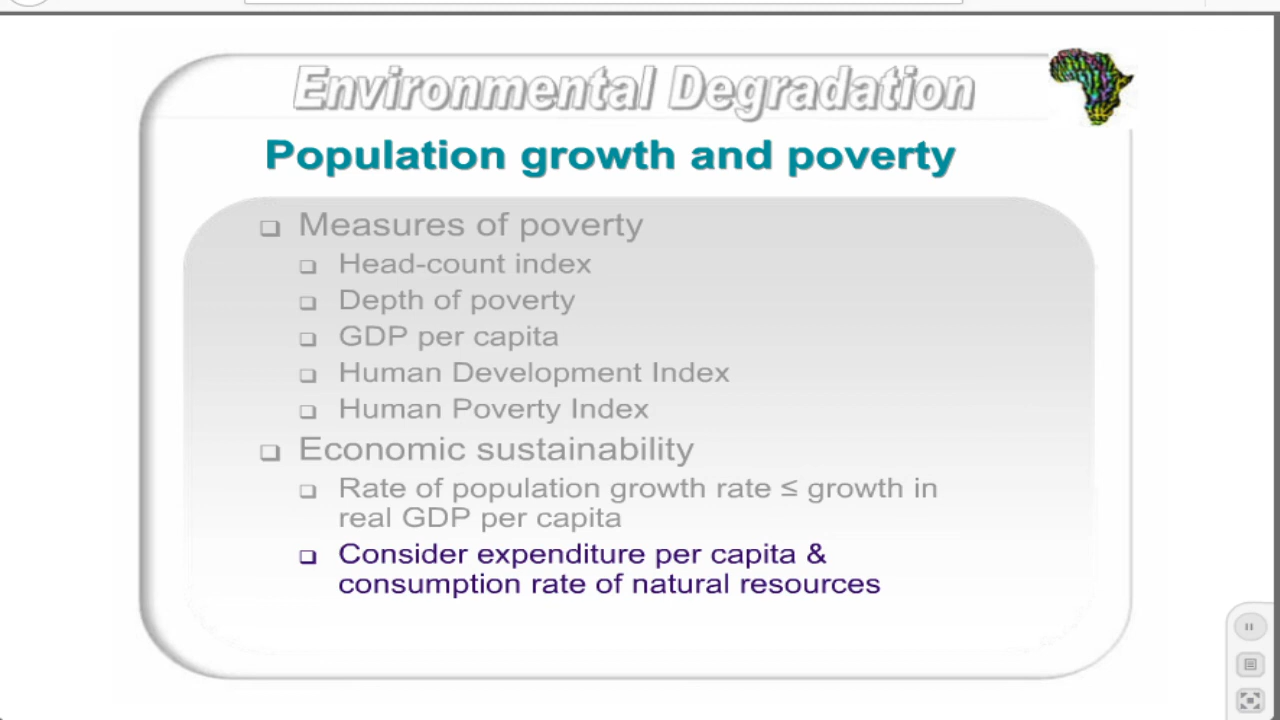 Environmental Degradation
Population growth and poverty
Measures of poverty
Head-count index
Depth of poverty
GDP per capita
Human Development Index
Human Poverty Index
Economic sustainability
Rate of population growth rate ≤ growth in
real GDP per capita
Consider expenditure per capita &
consumption rate of natural resources